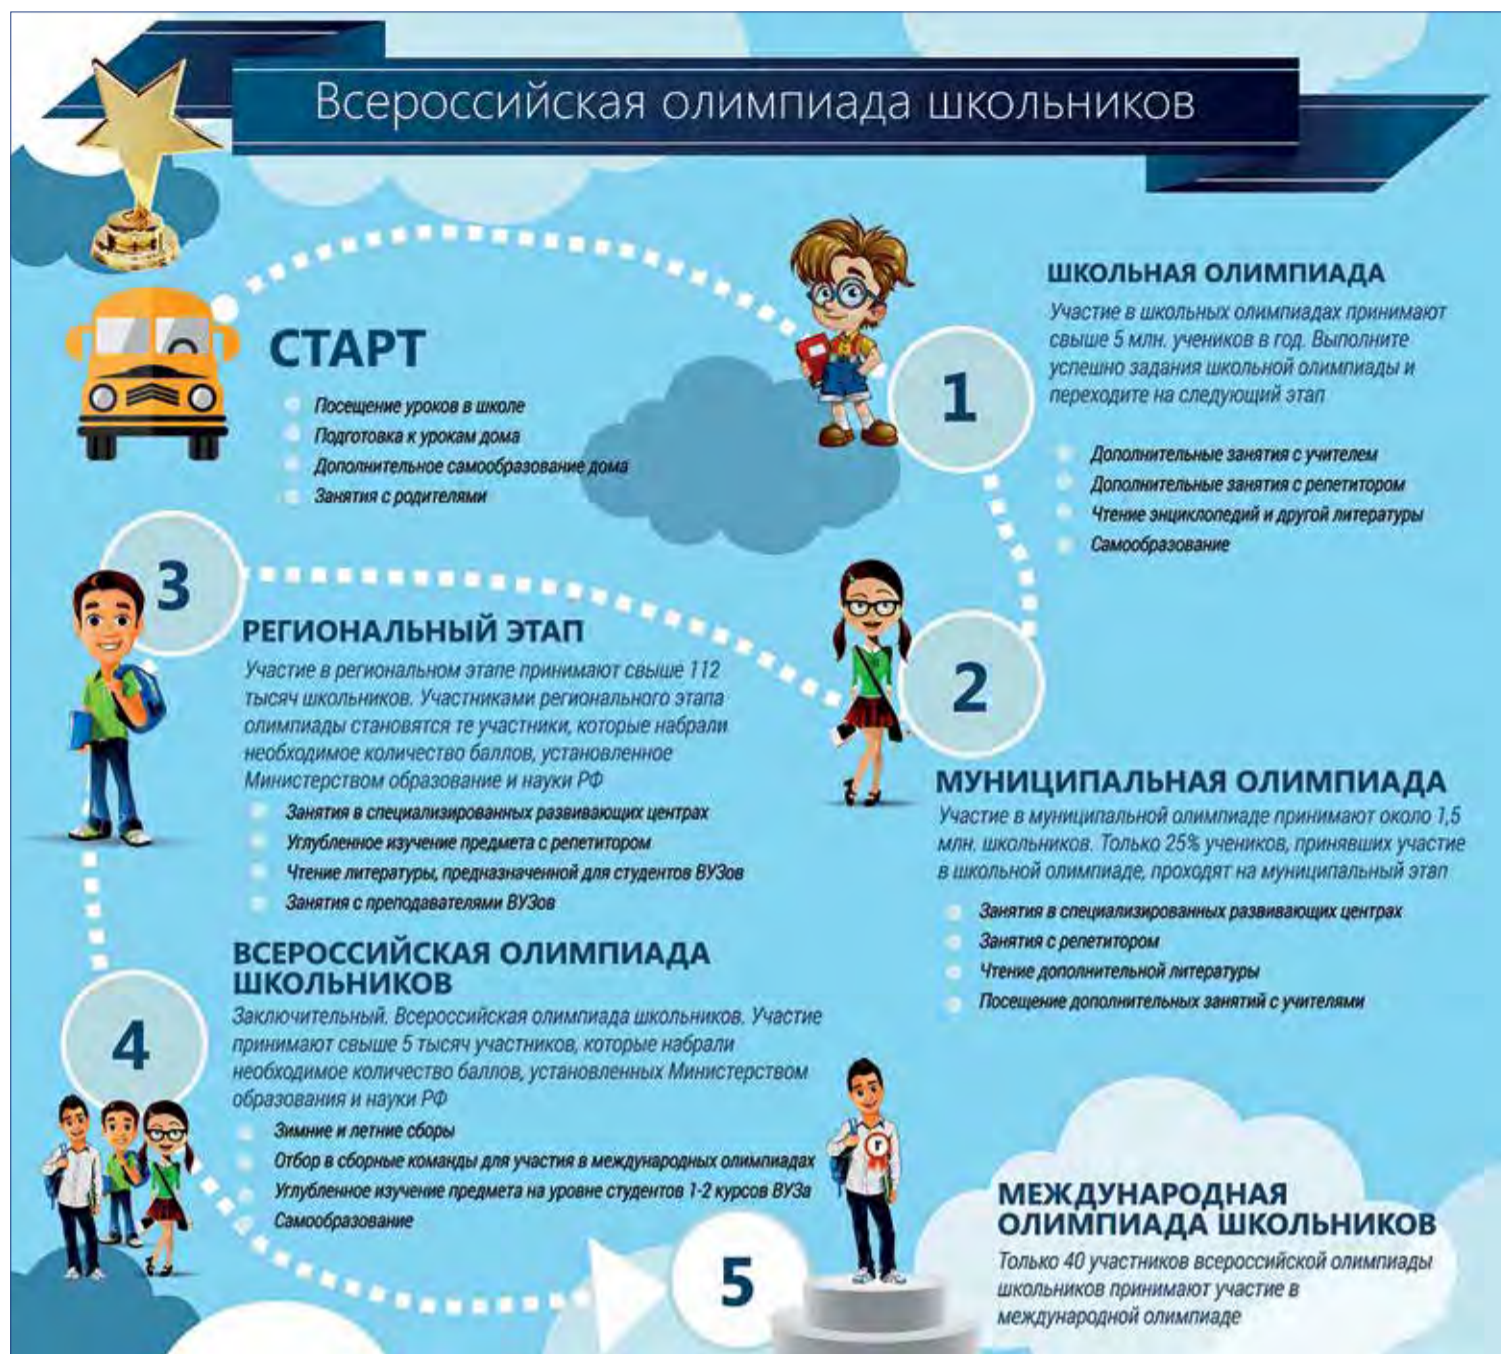 Всероссийская олимпиада школьников
СТАРТ
Посещение уроков в школе
Подготовка к урокам дома
Дополнительное самообразование дома
Занятия с родителями
1
ШКОЛЬНАЯ ОЛИМПИАДА
Участие в школьных олимпиадах принимают
свыше 5 млн. учеников в год. Выполните
успешно задания школьной олимпиады и
переходите на следующий этап
Дополнительные занятия с учителем
Дополнительные занятия с репетитором
Чтение энциклопедий и другой литературы
Самообразование
2
МУНИЦИПАЛЬНАЯ ОЛИМПИАДА
Участие в муниципальной олимпиаде принимают около 1,5
млн. школьников. Только 25% учеников, принявших участие
в школьной олимпиаде, проходят на муниципальный этап
Занятия в специализированных развивающих центрах
Занятия с репетитором
Чтение дополнительной литературы
Посещение дополнительных занятий с учителями
3
РЕГИОНАЛЬНЫЙ ЭТАП
Участие в региональном этапе принимают свыше 112
тысяч школьников. Участниками регионального этапа
олимпиады становятся те участники, которые набрали
необходимое количество баллов, установленное
Министерством образование и науки РФ
Занятия в специализированных развивающих центрах
Углубленное изучение предмета с репетитором
Чтение литературы, предназначенной для студентов ВУЗов
Занятия с преподавателями ВУЗов
4
ВСЕРОССИЙСКАЯ ОЛИМПИАДА
ШКОЛЬНИКОВ
Заключительный. Всероссийская олимпиада школьников. Участие
принимают свыше 5 тысяч участников, которые набрали
необходимое количество баллов, установленных Министерством
образования и науки РФ
Зимние и летние сборы
Отбор в сборные команды для участия в международных олимпиадах
Углубленное изучение предмета на уровне студентов 1-2 курсов ВУЗа
Самообразование
5
МЕЖДУНАРОДНАЯ
ОЛИМПИАДА ШКОЛЬНИКОВ
Только 40 участников всероссийской олимпиады
школьников принимают участие в
международной олимпиаде